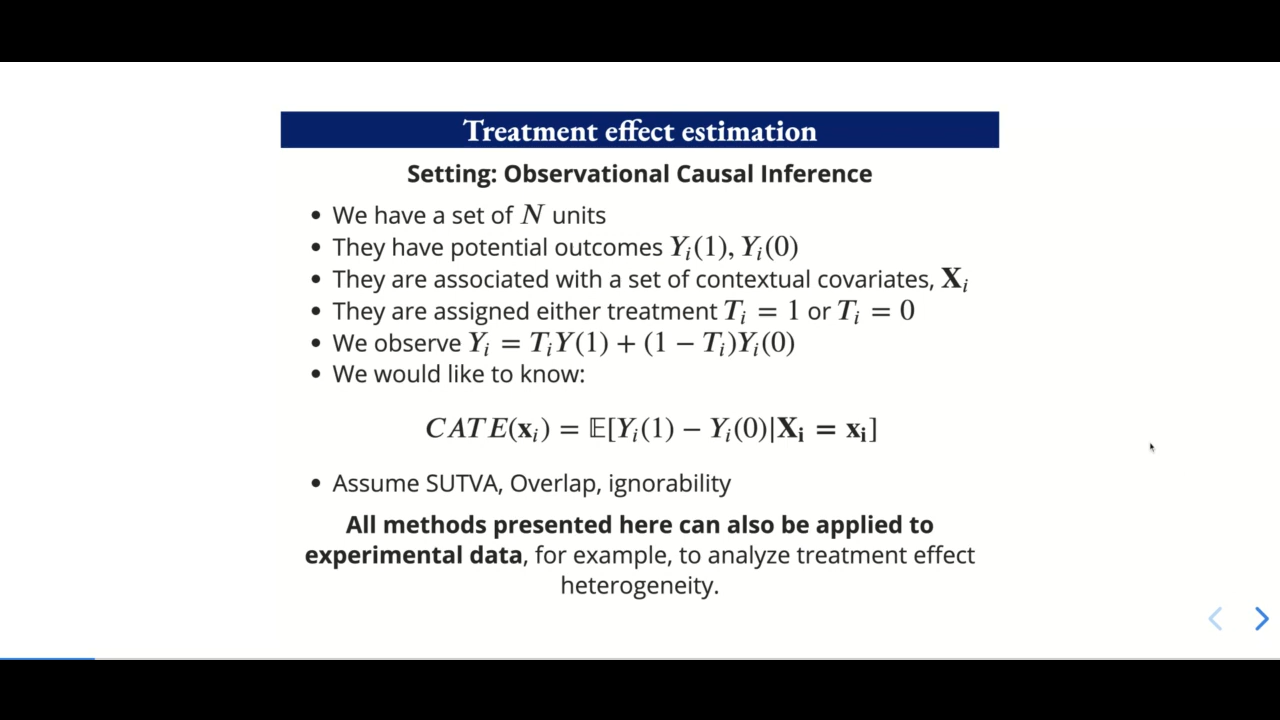 Treatment effect estimation
Setting: Observational Causal Inference
• We have a set of N units
• They have potential outcomes Yᵢ(1), Yᵢ(0)
• They are associated with a set of contextual covariates, 𝐗ᵢ
• They are assigned either treatment Tᵢ = 1 or Tᵢ = 0
• We observe Yᵢ = TᵢY(1) + (1 − Tᵢ)Yᵢ(0)
• We would like to know:
CATE(𝐱ᵢ) = 𝔼[Yᵢ(1) − Yᵢ(0)|𝐗ᵢ = 𝐱ᵢ]
• Assume SUTVA, Overlap, ignorability
All methods presented here can also be applied to
experimental data, for example, to analyze treatment effect
heterogeneity.